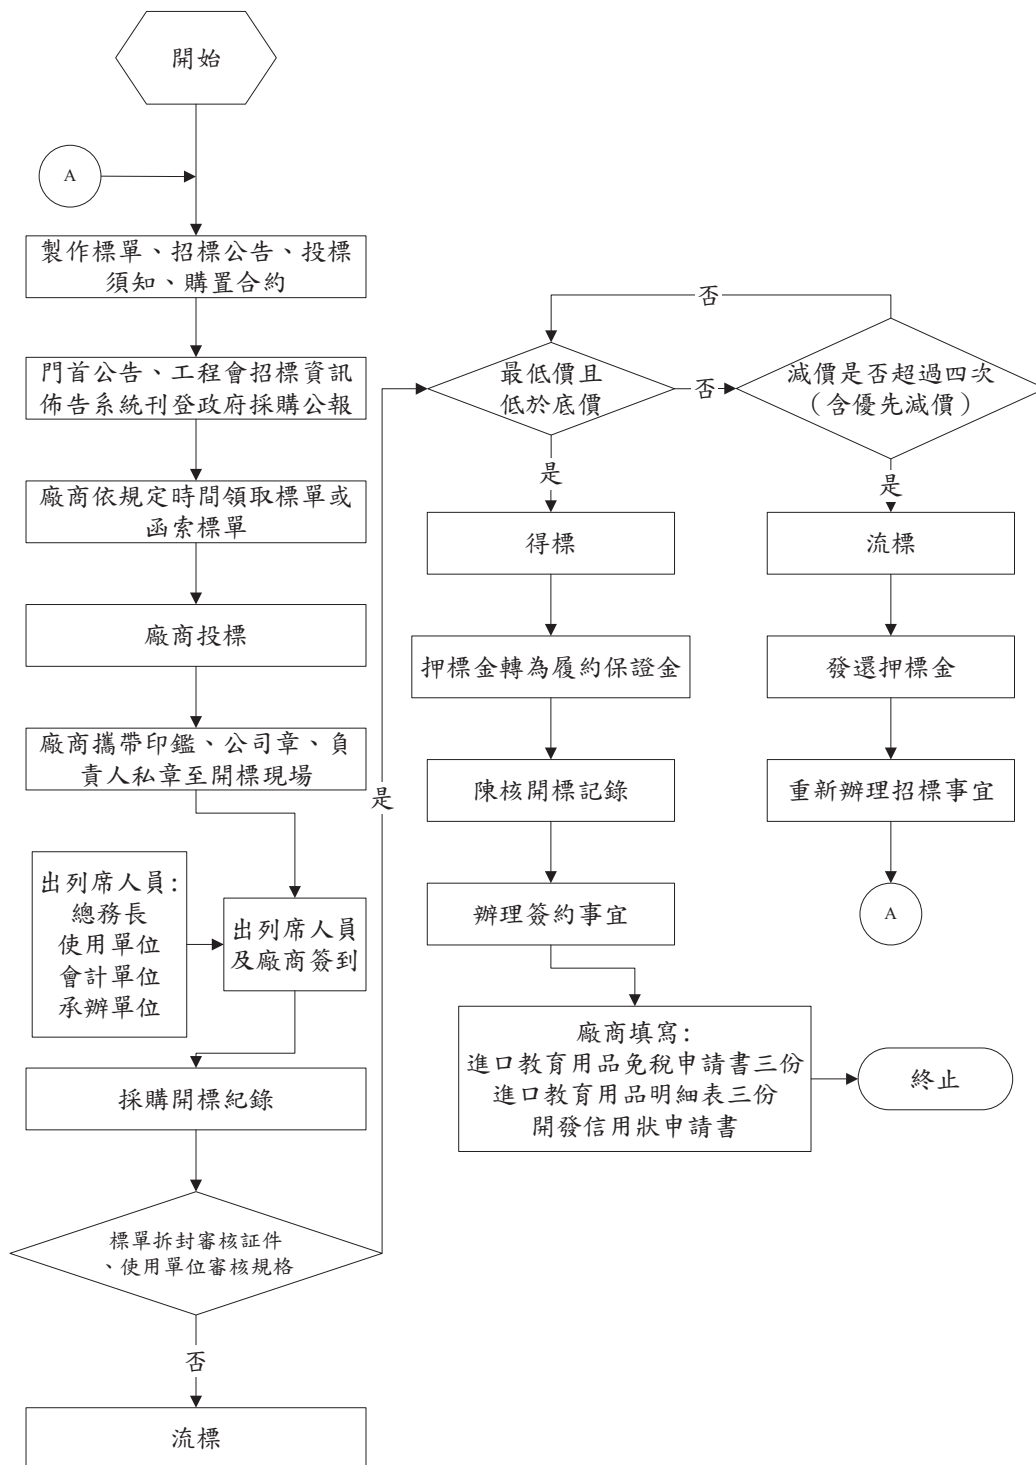 開始
A
製作標單、招標公告、投標
須知、購置合約
門首公告、工程會招標資訊
佈告系統刊登政府採購公報
廠商依規定時間領取標單或
函索標單
廠商投標
廠商攜帶印鑑、公司章、負
責人私章至開標現場
出列席人員:
總務長
使用單位
會計單位
承辦單位
出列席人員
及廠商簽到
採購開標紀錄
標單拆封審核証件
、使用單位審核規格
否
流標
是
最低價且
低於底價
否
否
減價是否超過四次
（含優先減價）
是
得標
押標金轉為履約保證金
陳核開標記錄
辦理簽約事宜
廠商填寫:
進口教育用品免稅申請書三份
進口教育用品明細表三份
開發信用狀申請書
終止
是
流標
發還押標金
重新辦理招標事宜
A